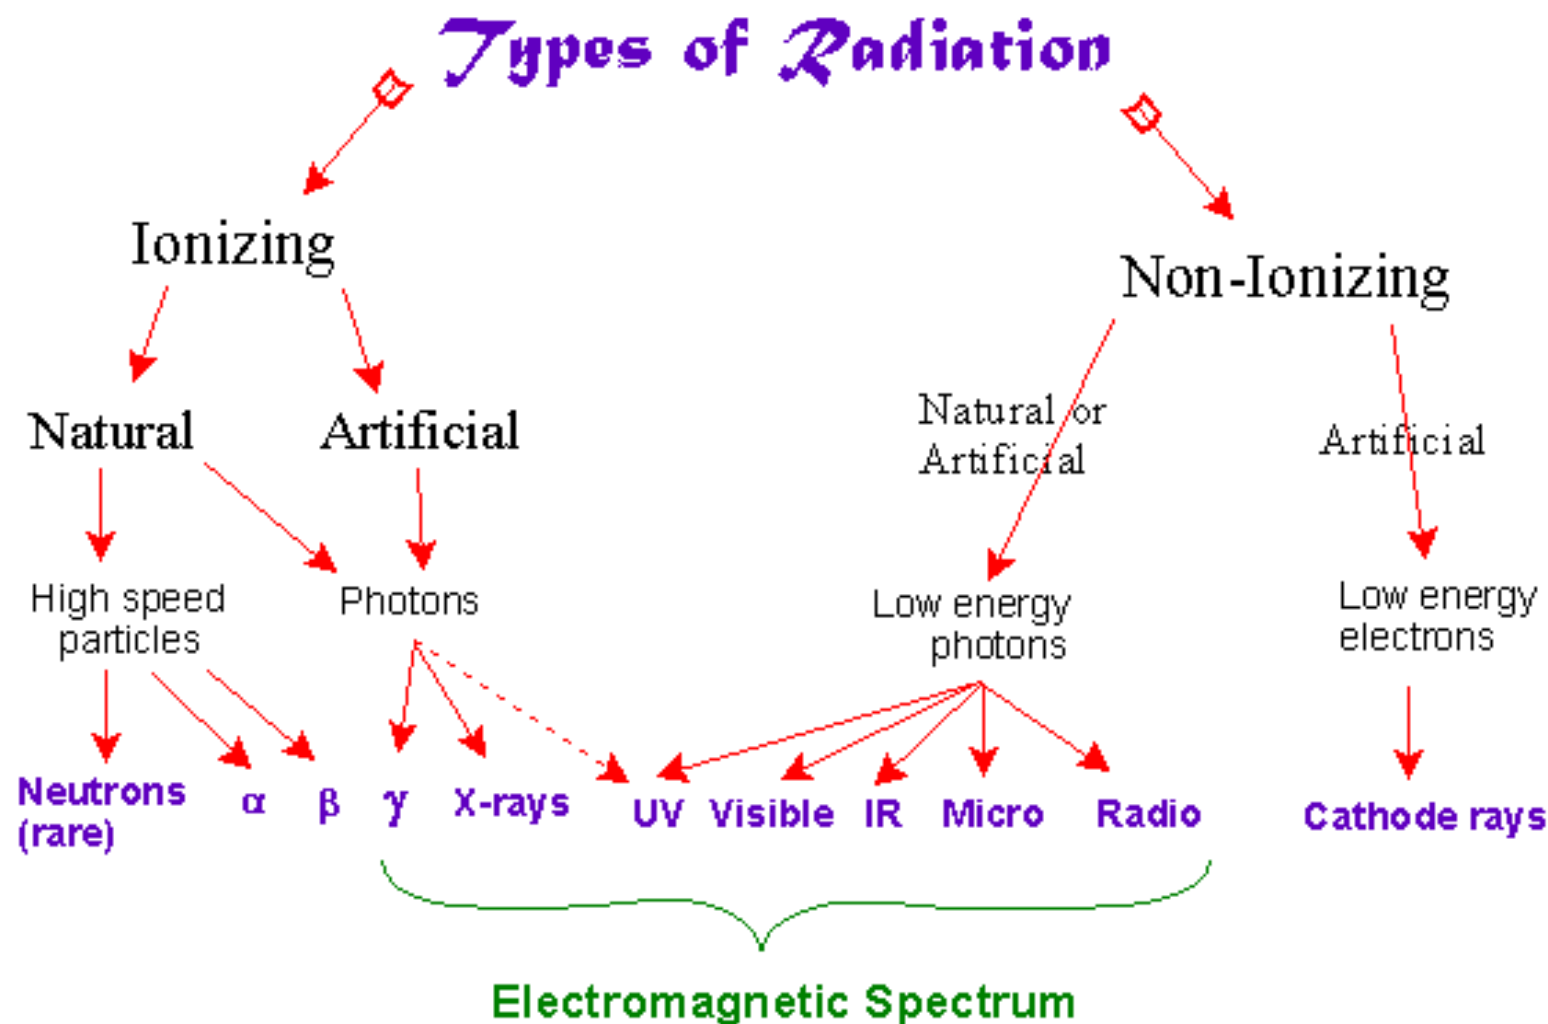 Types of Radiation
Ionizing
Non-Ionizing
Natural
Artificial
Natural or
Artificial
Artificial
High speed
particles
Photons
Low energy
photons
Low energy
electrons
Neutrons
(rare)
α
β
γ
X-rays
UV
Visible
IR
Micro
Radio
Cathode rays
Electromagnetic Spectrum